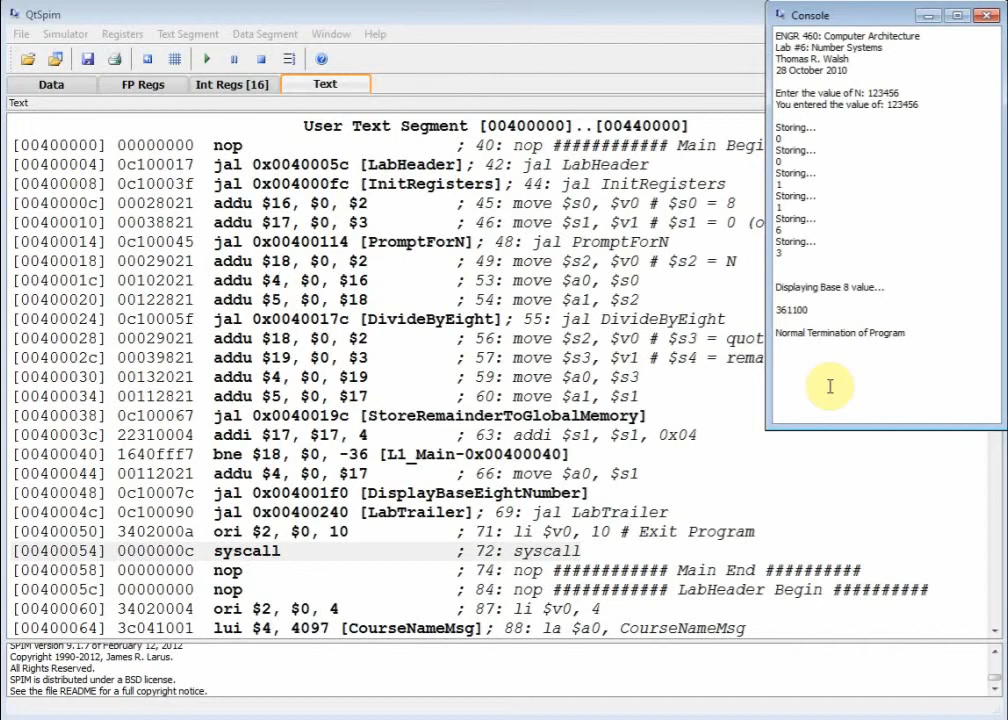 QtSpim
File Simulator Registers Text Segment Data Segment Window Help
Data FP Regs Int Regs [16] Text
Text
User Text Segment [00400000]..[00440000]
[00400000] 00000000 nop ; 40: nop ############ Main Begi
[00400004] 0c100017 jal 0x0040005c [LabHeader]; 42: jal LabHeader
[00400008] 0c10003f jal 0x004000fc [InitRegisters]; 44: jal InitRegisters
[0040000c] 00028021 addu $16, $0, $2 ; 45: move $s0, $v0 # $s0 = 8
[00400010] 00038821 addu $17, $0, $3 ; 46: move $s1, $v1 # $s1 = 0 (o
[00400014] 0c100045 jal 0x00400114 [PromptForN]; 48: jal PromptForN
[00400018] 00029021 addu $18, $0, $2 ; 49: move $s2, $v0 # $s2 = N
[0040001c] 00102021 addu $4, $0, $16 ; 53: move $a0, $s0
[00400020] 00122821 addu $5, $0, $18 ; 54: move $a1, $s2
[00400024] 0c10005f jal 0x0040017c [DivideByEight]; 55: jal DivideByEight
[00400028] 00029021 addu $18, $0, $2 ; 56: move $s2, $v0 # $s3 = quot
[0040002c] 00039821 addu $19, $0, $3 ; 57: move $s3, $v1 # $s4 = rema
[00400030] 00132021 addu $4, $0, $19 ; 59: move $a0, $s3
[00400034] 00112821 addu $5, $0, $17 ; 60: move $a1, $s1
[00400038] 0c100067 jal 0x0040019c [StoreRemainderToGlobalMemory]
[0040003c] 22310004 addi $17, $17, 4 ; 63: addi $s1, $s1, 0x04
[00400040] 1640fff7 bne $18, $0, -36 [L1_Main-0x00400040]
[00400044] 00112021 addu $4, $0, $17 ; 66: move $a0, $s1
[00400048] 0c10007c jal 0x004001f0 [DisplayBaseEightNumber]
[0040004c] 0c100090 jal 0x00400240 [LabTrailer]; 69: jal LabTrailer
[00400050] 3402000a ori $2, $0, 10 ; 71: li $v0, 10 # Exit Program
[00400054] 0000000c syscall ; 72: syscall
[00400058] 00000000 nop ; 74: nop ############ Main End ##########
[0040005c] 00000000 nop ; 84: nop ############ LabHeader Begin ##########
[00400060] 34020004 ori $2, $0, 4 ; 87: li $v0, 4
[00400064] 3c041001 lui $4, 4097 [CourseNameMsg]; 88: la $a0, CourseNameMsg
SPIM Version 9.1.7 of February 12, 2012
Copyright 1990-2012, James R. Larus.
All Rights Reserved.
SPIM is distributed under a BSD license.
See the file README for a full copyright notice.
Console
ENGR 460: Computer Architecture
Lab #6: Number Systems
Thomas R. Walsh
28 October 2010
Enter the value of N: 123456
You entered the value of: 123456
Storing...
0
Storing...
0
Storing...
1
Storing...
1
Storing...
6
Storing...
3
Displaying Base 8 value...
361100
Normal Termination of Program